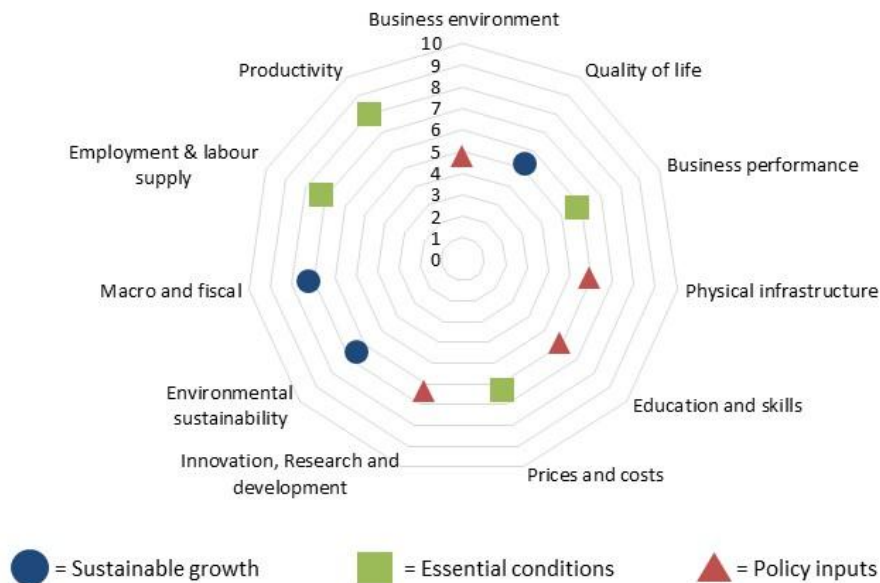 Business environment
10
9
8
7
6
5
4
3
2
1
0
Quality of life
Business performance
Physical infrastructure
Education and skills
Prices and costs
Innovation, Research and
development
Environmental
sustainability
Macro and fiscal
Employment & labour
supply
Productivity
= Sustainable growth
= Essential conditions
= Policy inputs